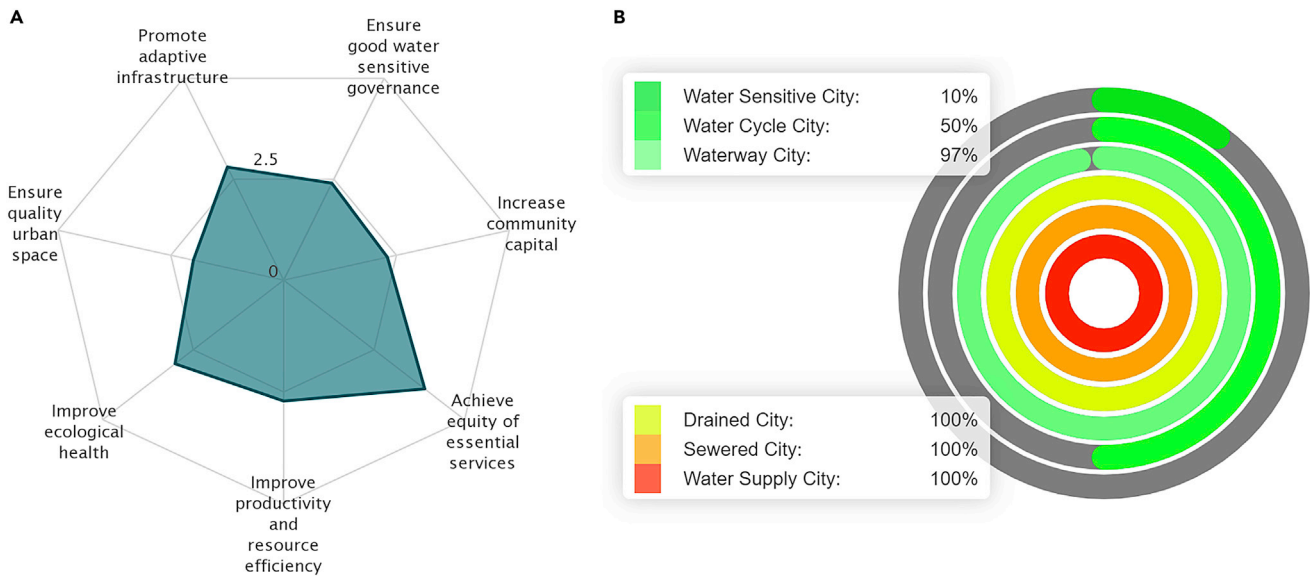 A
Promote
adaptive
infrastructure
Ensure
good water
sensitive
governance
2.5
Ensure
quality
urban
space
Increase
community
capital
0
Improve
ecological
health
Achieve
equity of
essential
services
Improve
productivity
and
resource
efficiency
B
Water Sensitive City: 10%
Water Cycle City: 50%
Waterway City: 97%
Drained City: 100%
Sewered City: 100%
Water Supply City: 100%